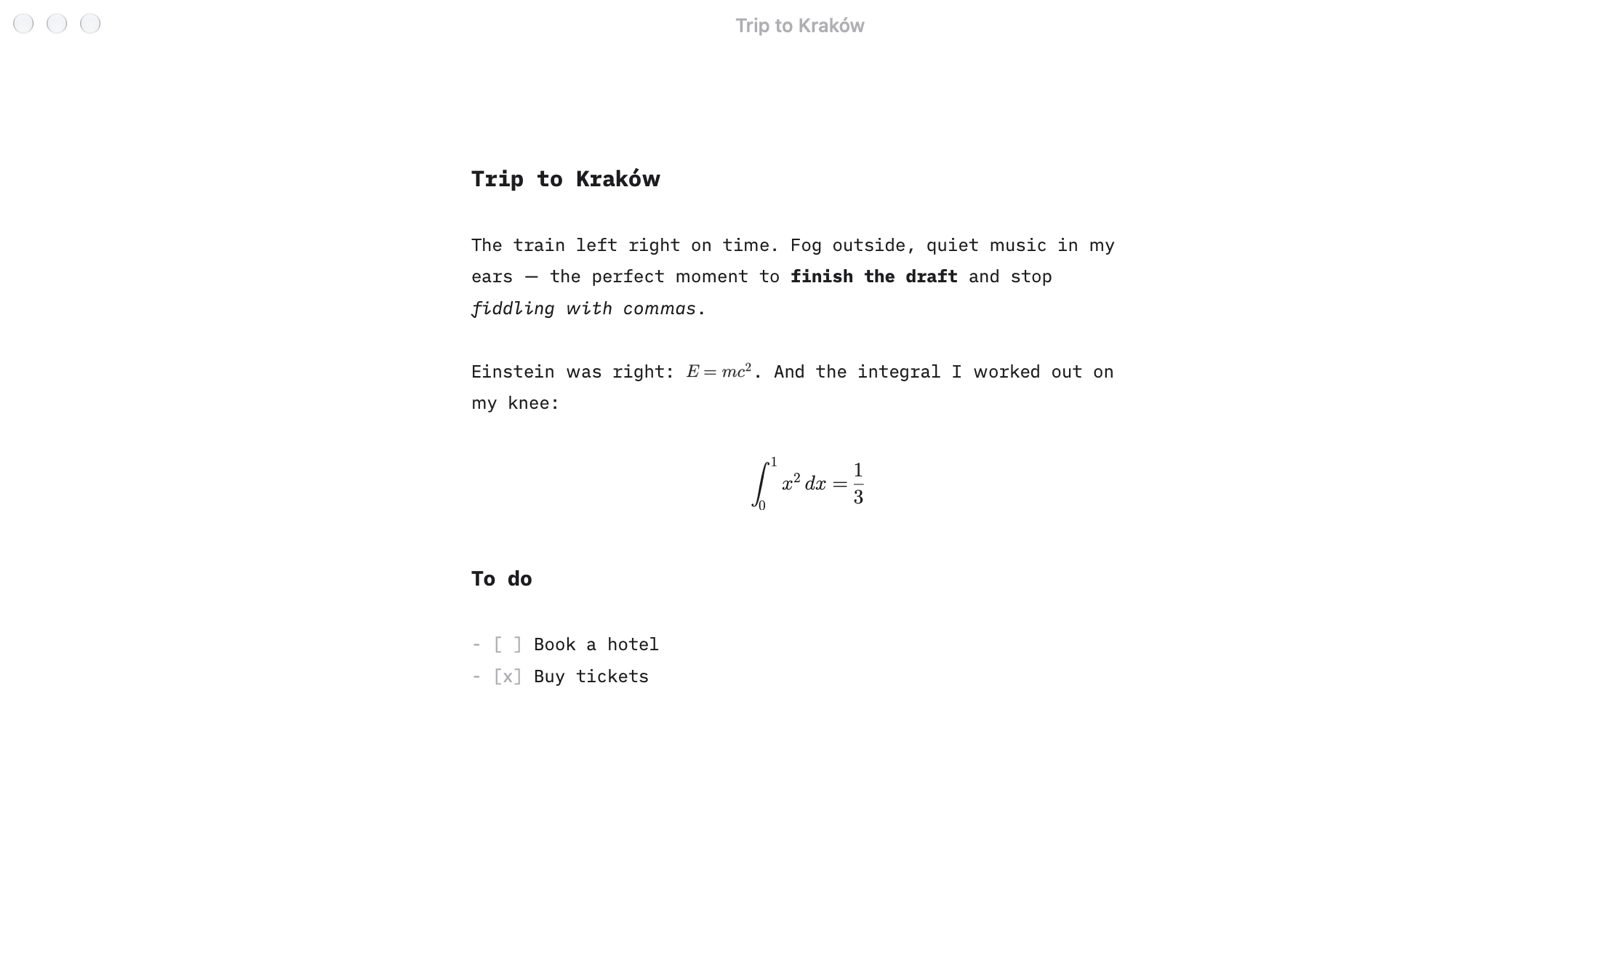 Trip to Kraków
Trip to Kraków
The train left right on time. Fog outside, quiet music in my
ears — the perfect moment to finish the draft and stop
fiddling with commas.
Einstein was right: E = mc². And the integral I worked out on
my knee:
∫₀¹ x² dx = 1/3
To do
- [ ] Book a hotel
- [x] Buy tickets